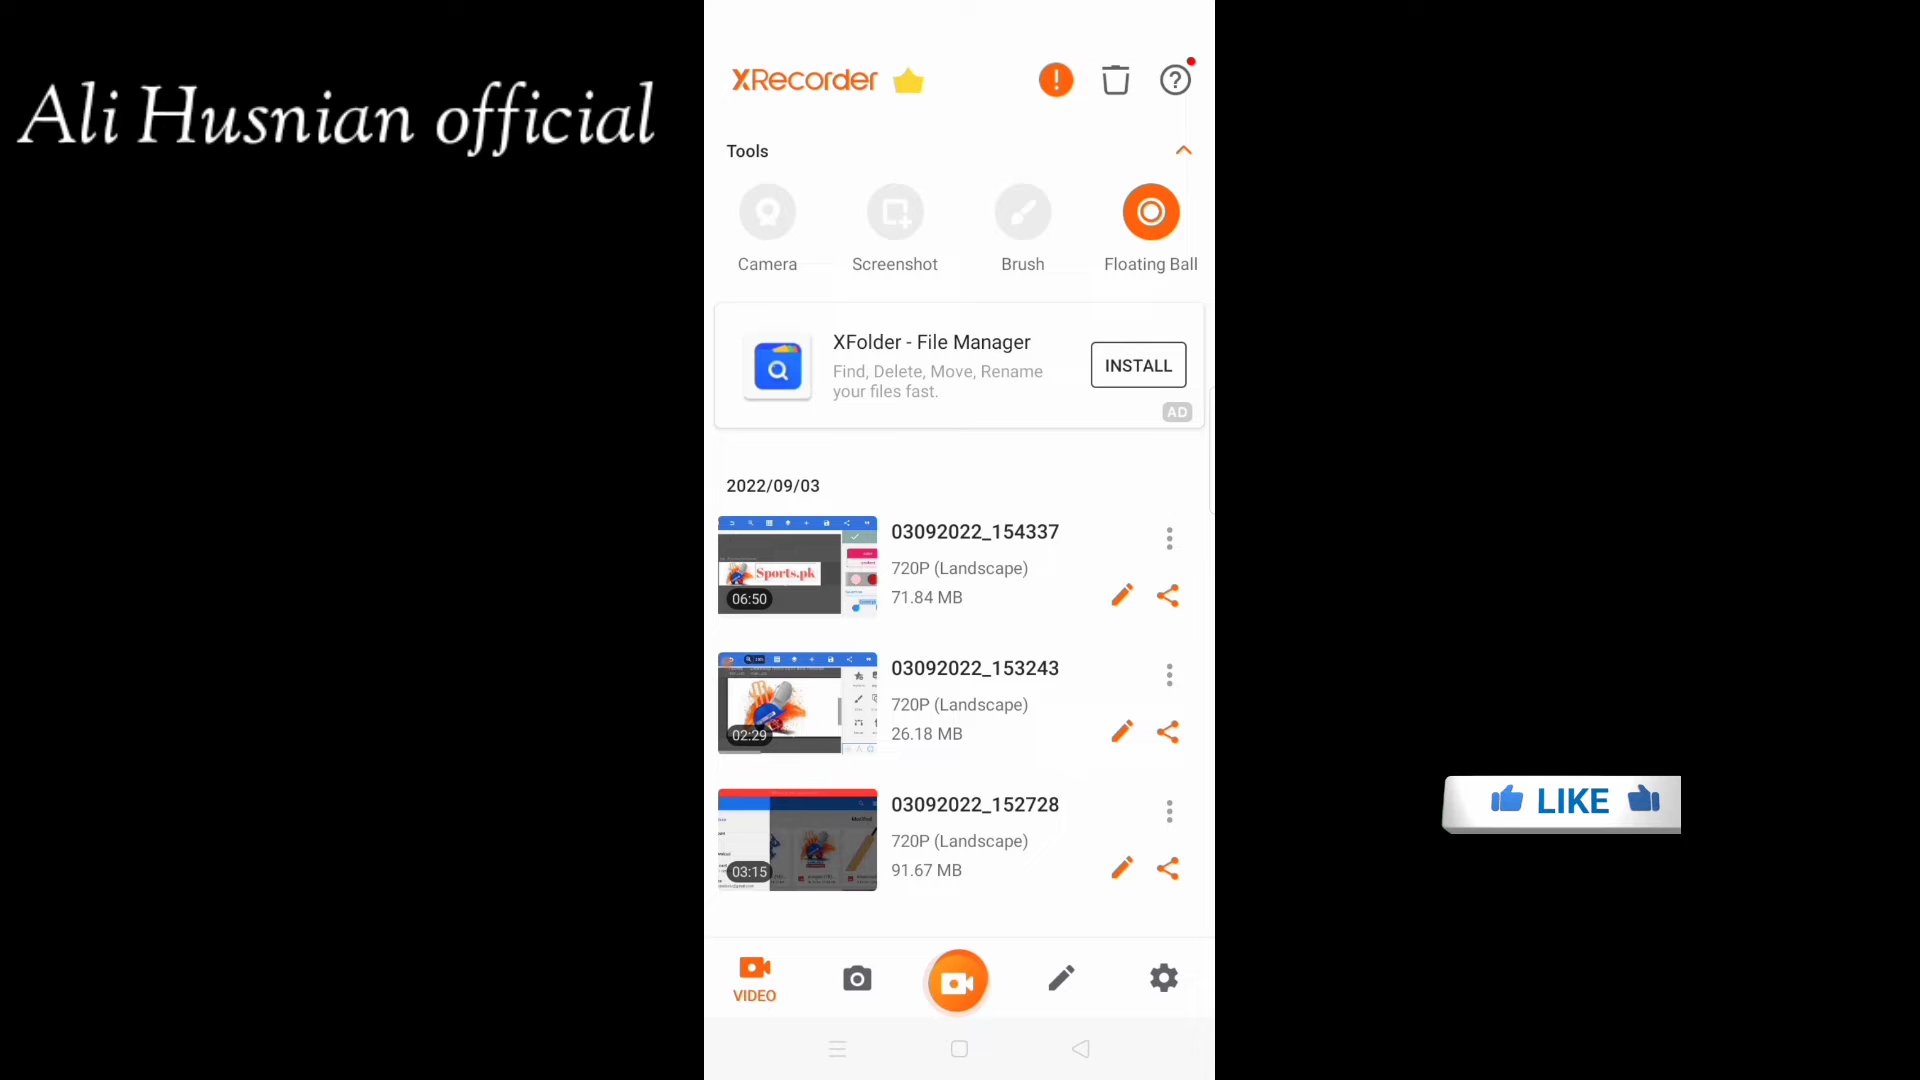 Ali Husnian official
XRecorder
Tools
Camera
Screenshot
Brush
Floating Ball
XFolder - File Manager
Find, Delete, Move, Rename
your files fast.
INSTALL
AD
2022/09/03
03092022_154337
720P (Landscape)
71.84 MB
Sports.pk
06:50
03092022_153243
720P (Landscape)
26.18 MB
02:29
03092022_152728
720P (Landscape)
91.67 MB
03:15
LIKE
VIDEO